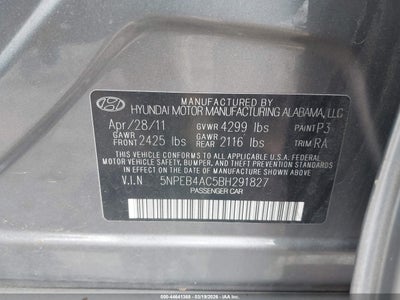 MANUFACTURED BY
HYUNDAI MOTOR MANUFACTURING ALABAMA, LLC
Apr/28/11 GVWR 4299 lbs PAINT P3
GAWR FRONT 2425 lbs GAWR REAR 2116 lbs TRIM RA
THIS VEHICLE CONFORMS TO ALL APPLICABLE U.S.A. FEDERAL
MOTOR VEHICLE SAFETY, BUMPER, AND THEFT PREVENTION
STANDARDS IN EFFECT ON THE DATE OF MANUFACTURE SHOWN ABOVE.
V.I.N 5NPEB4AC5BH291827
PASSENGER CAR